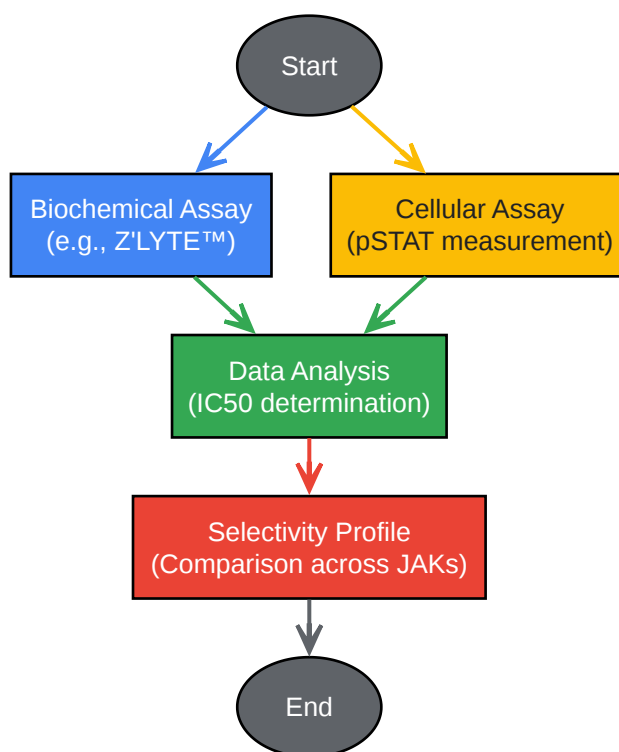 Start
Biochemical Assay
(e.g., Z'LYTE™)
Cellular Assay
(pSTAT measurement)
Data Analysis
(IC50 determination)
Selectivity Profile
(Comparison across JAKs)
End